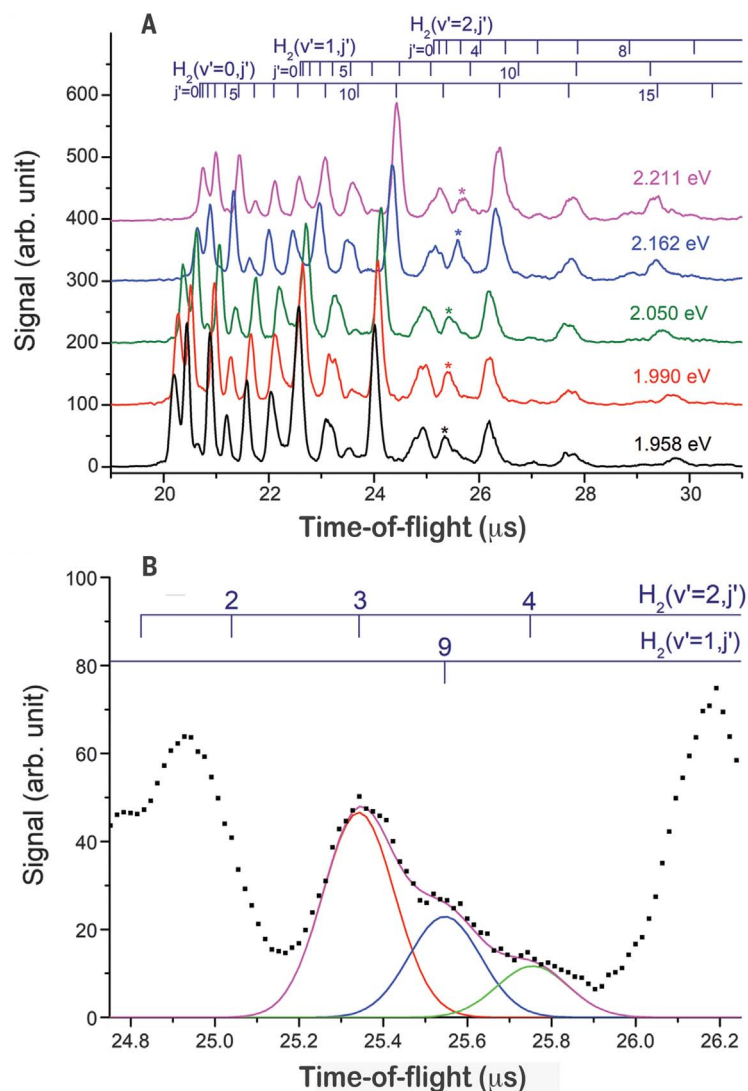 A
H₂(v'=2,j')
j'=0 4 8
H₂(v'=1,j')
j'=0 5 10
H₂(v'=0,j')
j'=0 5 10 15
600
500
400
300
200
100
0
Signal (arb. unit)
2.211 eV
*
2.162 eV
*
2.050 eV
*
1.990 eV
*
1.958 eV
*
20 22 24 26 28 30
Time-of-flight (μs)
B
100
80
60
40
20
0
Signal (arb. unit)
2 3 4 H₂(v'=2,j')
9 H₂(v'=1,j')
24.8 25.0 25.2 25.4 25.6 25.8 26.0 26.2
Time-of-flight (μs)